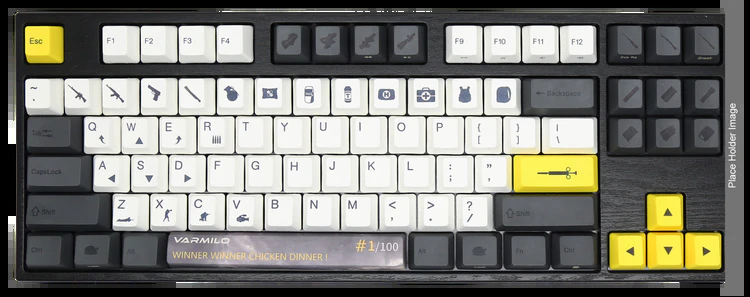 Esc F1 F2 F3 F4 F9 F10 F11 F12
~ ← Backspace
Q W E R T Y U I O P { [ } ] | \
CapsLock A S D F G H J K L : ; " '
⇧ Shift Z X C V B N M < , > . ? / ⇧ Shift
Ctrl VARMILO #1/100 Alt Fn Ctrl
WINNER WINNER CHICKEN DINNER !
Place Holder Image